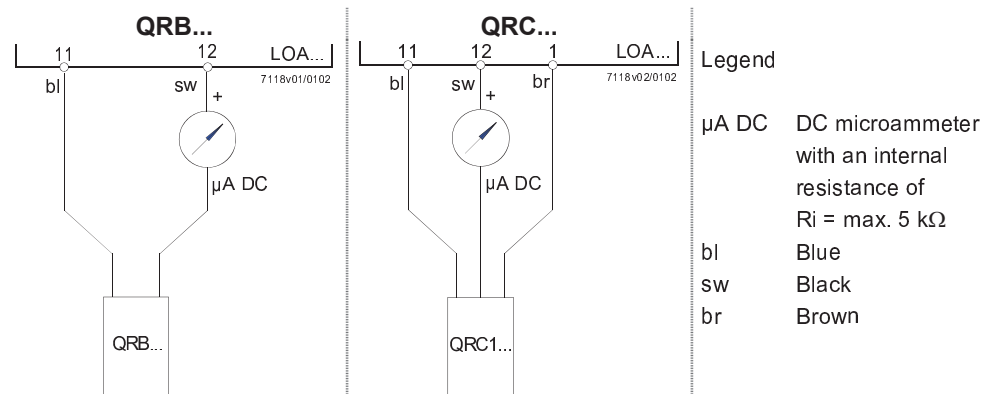 QRB...
11 12 LOA...
bl sw 7118v01/0102
+
µA DC
QRB...
QRC...
11 12 1 LOA...
bl sw br 7118v02/0102
+
µA DC
QRC1...
Legend
µA DC DC microammeter
with an internal
resistance of
Ri = max. 5 kΩ
bl Blue
sw Black
br Brown